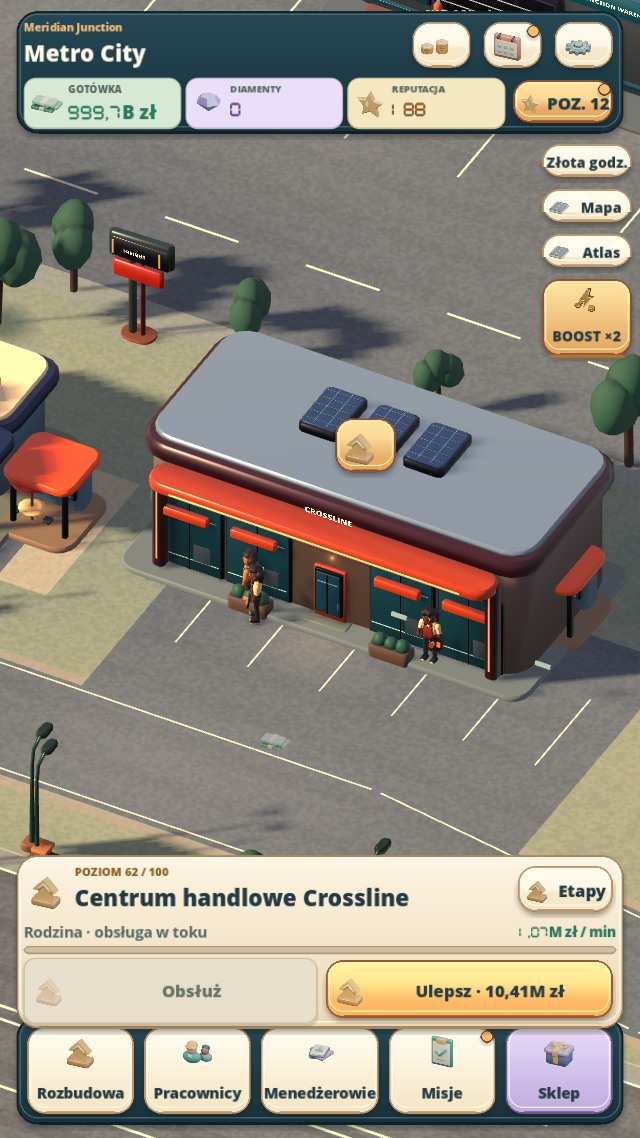 Meridian Junction
Metro City
GOTÓWKA
999,7B zł
DIAMENTY
0
REPUTACJA
188
POZ. 12
Złota godz.
Mapa
Atlas
BOOST ×2
CROSSLINE
POZIOM 62 / 100
Centrum handlowe Crossline
Etapy
Rodzina · obsługa w toku
1,07M zł / min
Obsłuż
Ulepsz · 10,41M zł
Rozbudowa
Pracownicy
Menedżerowie
Misje
Sklep